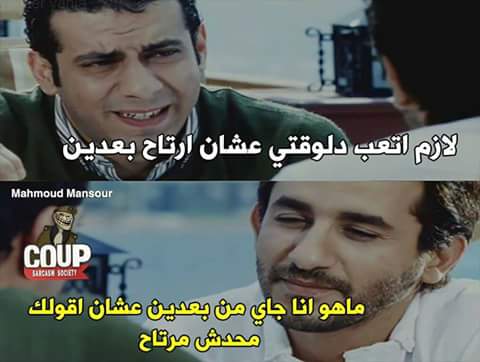 لازم اتعب دلوقتي عشان ارتاح بعدين
Mahmoud Mansour
COUP
SARCASM SOCIETY
ماهو انا جاي من بعدين عشان اقولك
محدش مرتاح